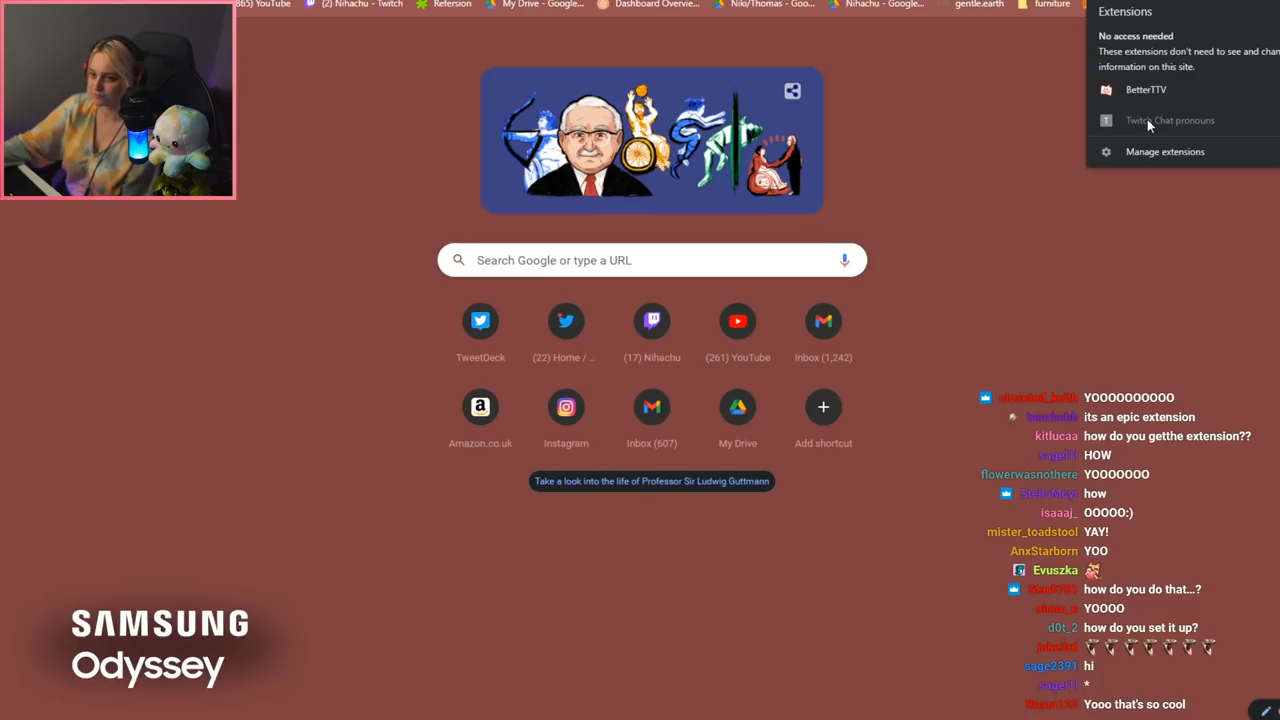 865) YouTube
(2) Nihachu - Twitch
Refersion
My Drive - Google...
Dashboard Overvie...
Niki/Thomas - Goo...
Nihachu - Google...
gentle.earth
furniture
Extensions
No access needed
These extensions don't need to see and chan
information on this site.
BetterTTV
Twitch Chat pronouns
Manage extensions
Search Google or type a URL
TweetDeck
(22) Home / ...
(17) Nihachu
(261) YouTube
Inbox (1,242)
Amazon.co.uk
Instagram
Inbox (607)
My Drive
Add shortcut
Take a look into the life of Professor Sir Ludwig Guttmann
YOOOOOOOOO
its an epic extension
kitlucaa how do you getthe extension??
HOW
flowerwasnothere YOOOOOOO
how
isaaaj_ OOOOO:)
mister_toadstool YAY!
AnxStarborn YOO
Evuszka
how do you do that...?
YOOOO
d0t_2 how do you set it up?
sage2391 hi
*
Yooo that's so cool
SAMSUNG
Odyssey